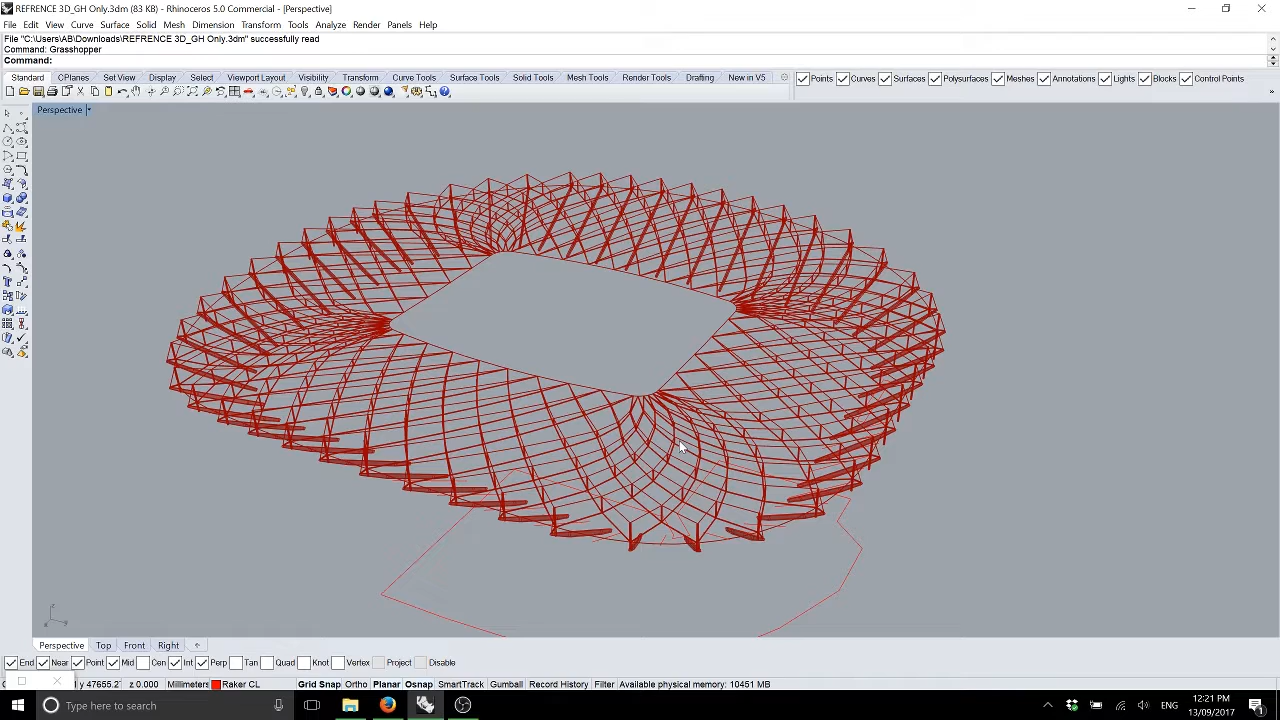 REFRENCE 3D_GH Only.3dm (83 KB) - Rhinoceros 5.0 Commercial - [Perspective]
File Edit View Curve Surface Solid Mesh Dimension Transform Tools Analyze Render Panels Help
File "C:\Users\AB\Downloads\REFRENCE 3D_GH Only.3dm" successfully read
Command: Grasshopper
Command:
Standard CPlanes Set View Display Select Viewport Layout Visibility Transform Curve Tools Surface Tools Solid Tools Mesh Tools Render Tools Drafting New in V5 Points Curves Surfaces Polysurfaces Meshes Annotations Lights Blocks Control Points
Perspective
Perspective Top Front Right
End Near Point Mid Cen Int Perp Tan Quad Knot Vertex Project Disable
y 47655.2 z 0.000 Millimeters Raker CL Grid Snap Ortho Planar Osnap SmartTrack Gumball Record History Filter Available physical memory: 10451 MB
Type here to search
ENG
12:21 PM
13/09/2017